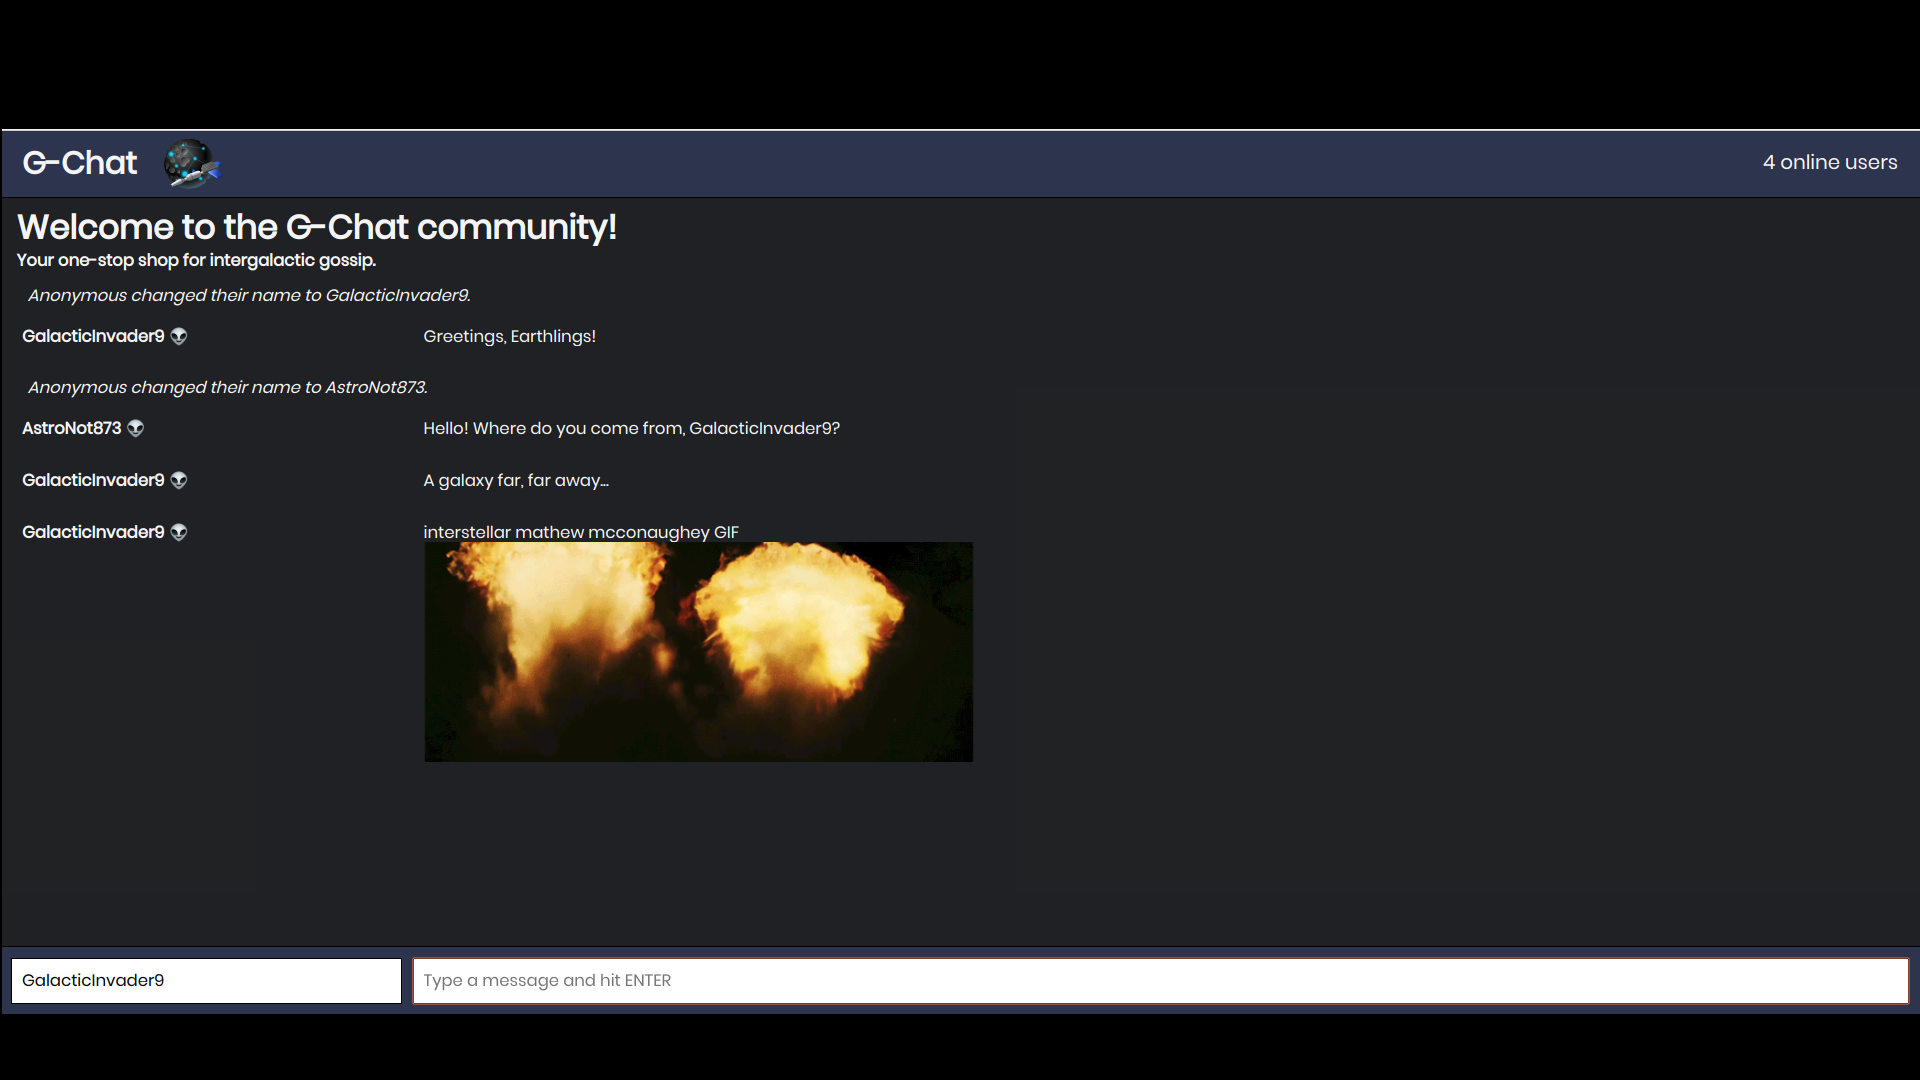 G-Chat
4 online users
Welcome to the G-Chat community!
Your one-stop shop for intergalactic gossip.
Anonymous changed their name to GalacticInvader9.
GalacticInvader9 👽 Greetings, Earthlings!
Anonymous changed their name to AstroNot873.
AstroNot873 👽 Hello! Where do you come from, GalacticInvader9?
GalacticInvader9 👽 A galaxy far, far away...
GalacticInvader9 👽 interstellar mathew mcconaughey GIF
GalacticInvader9
Type a message and hit ENTER